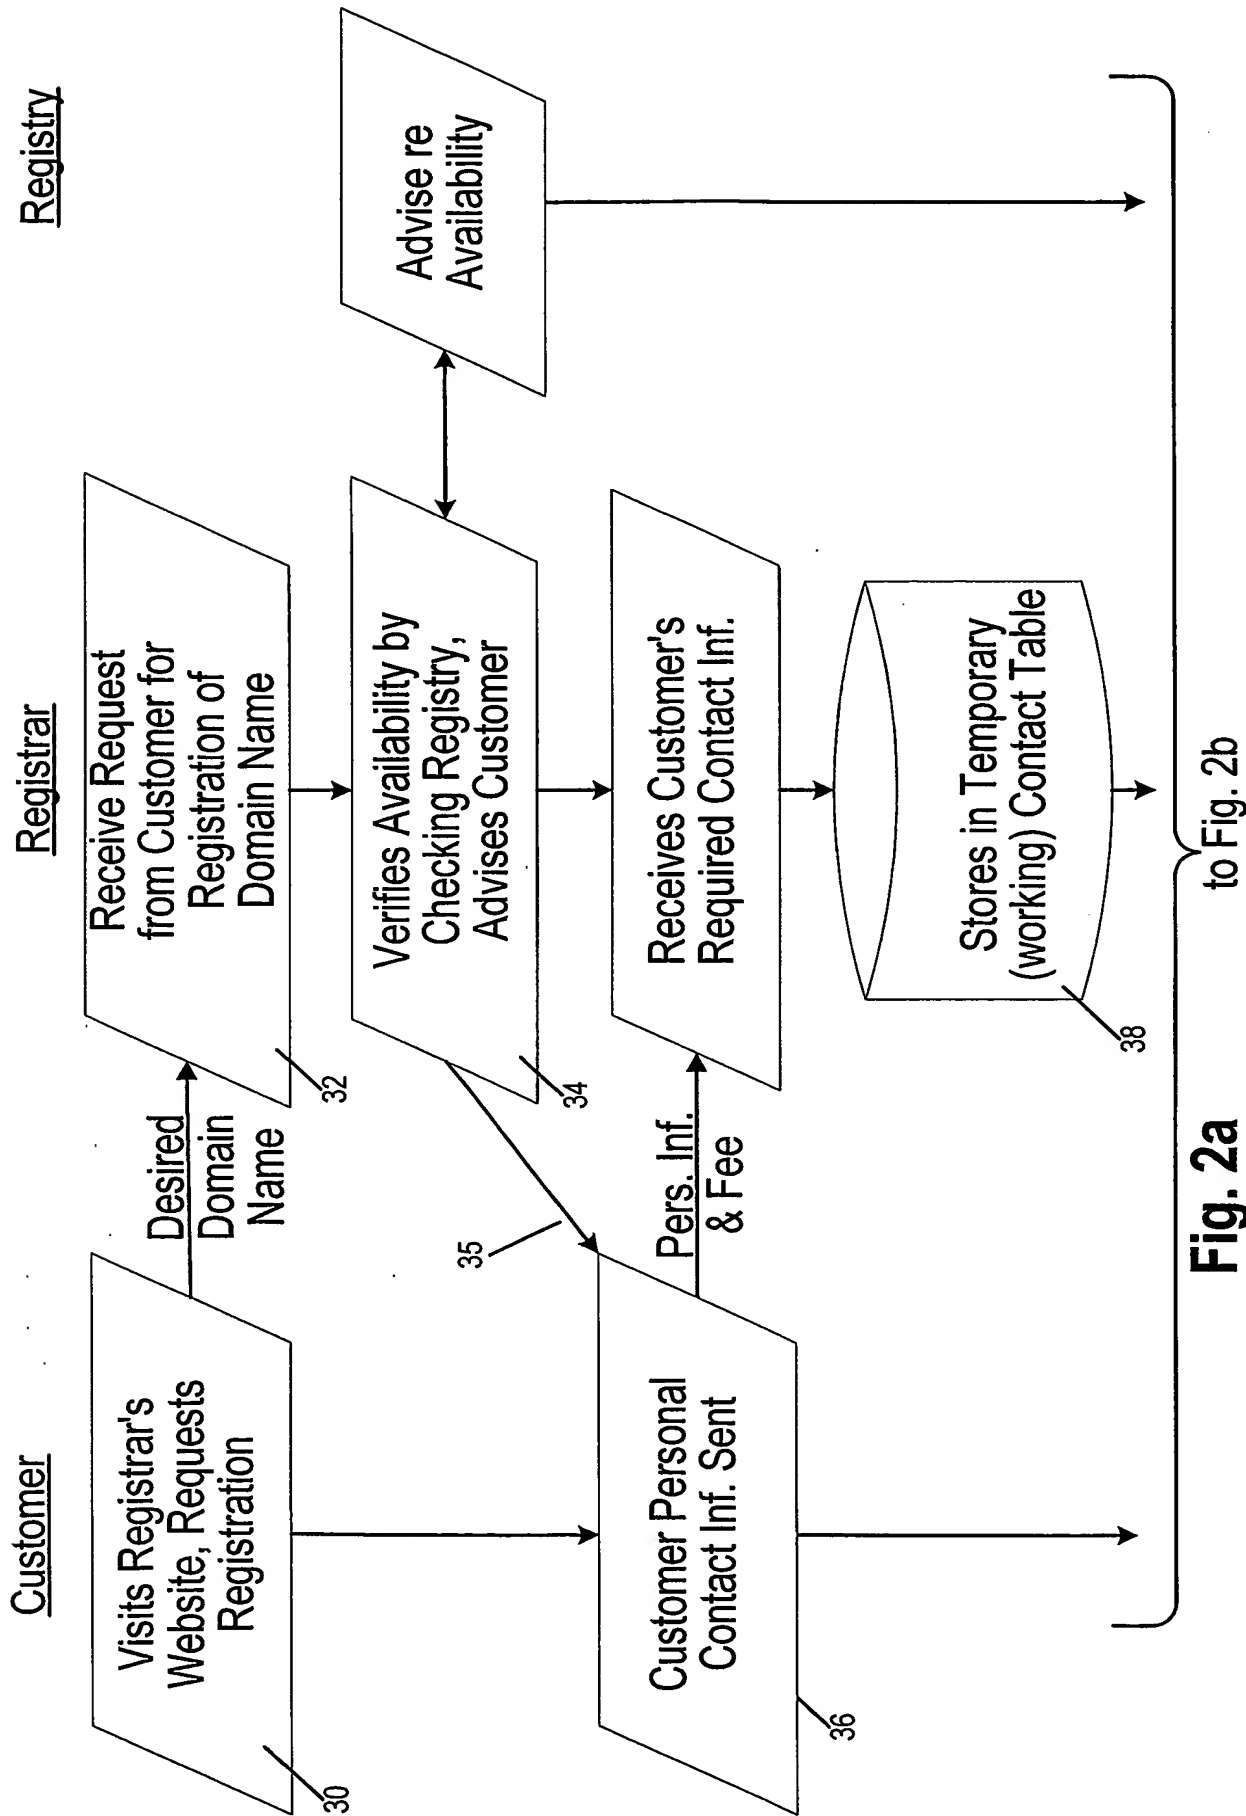 Customer
Registrar
Registry
Visits Registrar's
Website, Requests
Registration
30
Desired
Domain
Name
Receive Request
from Customer for
Registration of
Domain Name
32
Verifies Availability by
Checking Registry,
Advises Customer
34
Advise re
Availability
35
Customer Personal
Contact Inf. Sent
36
Pers. Inf.
& Fee
Receives Customer's
Required Contact Inf.
Stores in Temporary
(working) Contact Table
38
to Fig. 2b
Fig. 2a